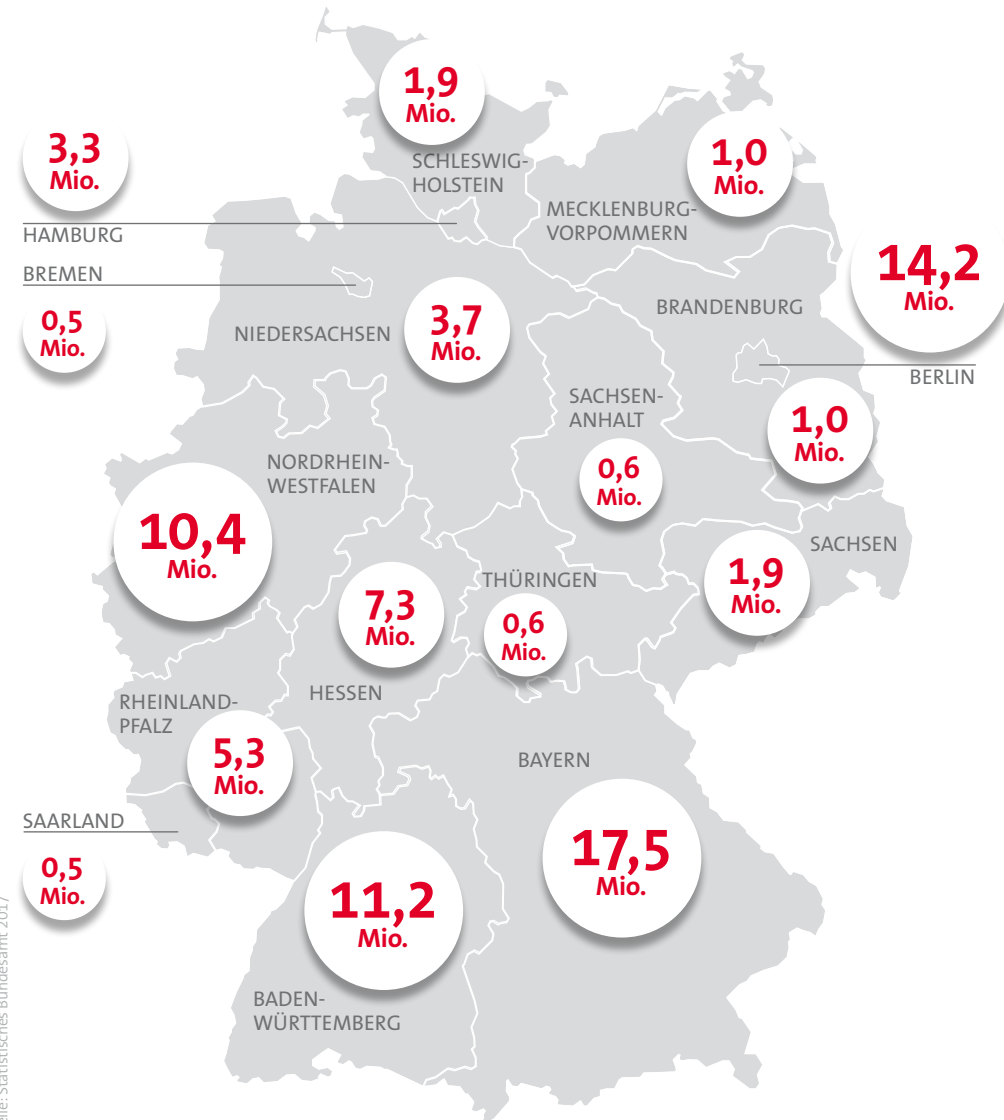 1,9
Mio.
SCHLESWIG-
HOLSTEIN
3,3
Mio.
HAMBURG
1,0
Mio.
MECKLENBURG-
VORPOMMERN
BREMEN
0,5
Mio.
NIEDERSACHSEN
3,7
Mio.
14,2
Mio.
BERLIN
BRANDENBURG
1,0
Mio.
SACHSEN-
ANHALT
0,6
Mio.
NORDRHEIN-
WESTFALEN
10,4
Mio.
SACHSEN
1,9
Mio.
THÜRINGEN
0,6
Mio.
7,3
Mio.
HESSEN
RHEINLAND-
PFALZ
5,3
Mio.
SAARLAND
0,5
Mio.
BAYERN
17,5
Mio.
11,2
Mio.
BADEN-
WÜRTTEMBERG
Statistisches Bundesamt 2017